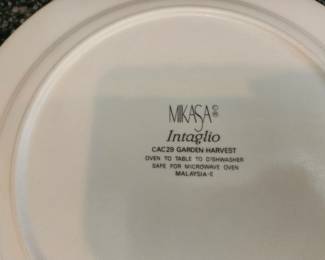 MIKASA©®
Intaglio
CAC29 GARDEN HARVEST
OVEN TO TABLE TO DISHWASHER
SAFE FOR MICROWAVE OVEN
MALAYSIA-E